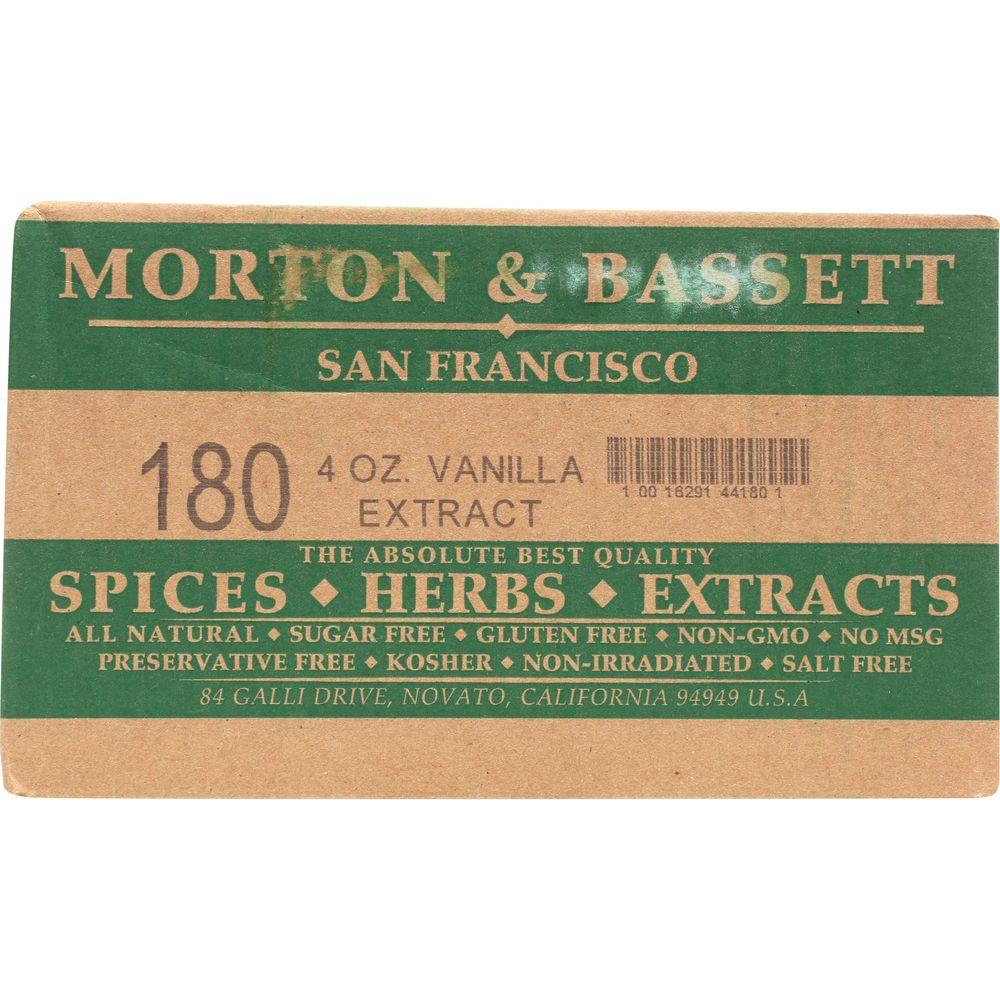 MORTON & BASSETT
SAN FRANCISCO
180
4 OZ. VANILLA
EXTRACT
1 00 16291 44180 1
THE ABSOLUTE BEST QUALITY
SPICES ◆ HERBS ◆ EXTRACTS
ALL NATURAL ◆ SUGAR FREE ◆ GLUTEN FREE ◆ NON-GMO ◆ NO MSG
PRESERVATIVE FREE ◆ KOSHER ◆ NON-IRRADIATED ◆ SALT FREE
84 GALLI DRIVE, NOVATO, CALIFORNIA 94949 U.S.A